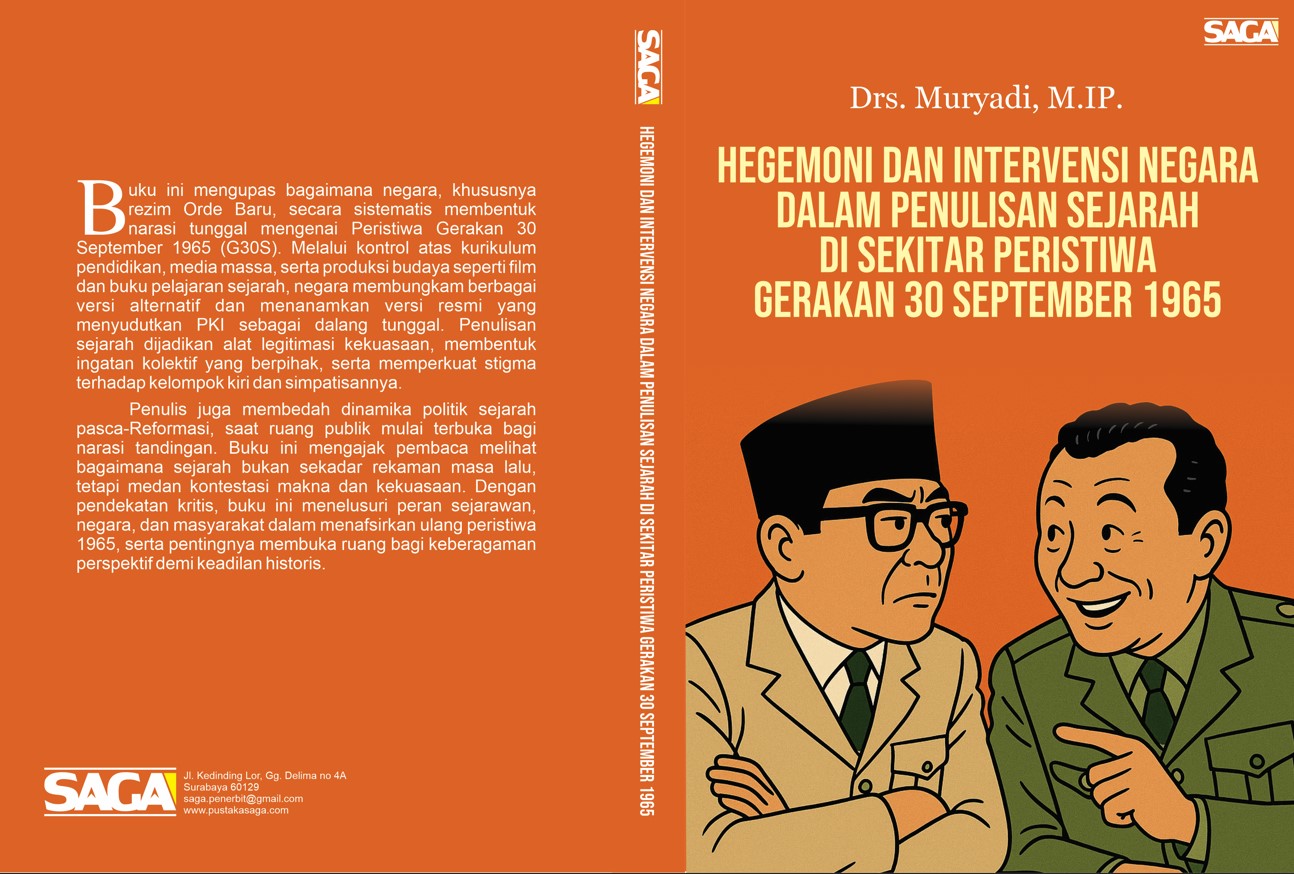 Buku ini mengupas bagaimana negara, khususnya
rezim Orde Baru, secara sistematis membentuk
narasi tunggal mengenai Peristiwa Gerakan 30
September 1965 (G30S). Melalui kontrol atas kurikulum
pendidikan, media massa, serta produksi budaya seperti film
dan buku pelajaran sejarah, negara membungkam berbagai
versi alternatif dan menanamkan versi resmi yang
menyudutkan PKI sebagai dalang tunggal. Penulisan
sejarah dijadikan alat legitimasi kekuasaan, membentuk
ingatan kolektif yang berpihak, serta memperkuat stigma
terhadap kelompok kiri dan simpatisannya.
Penulis juga membedah dinamika politik sejarah
pasca-Reformasi, saat ruang publik mulai terbuka bagi
narasi tandingan. Buku ini mengajak pembaca melihat
bagaimana sejarah bukan sekadar rekaman masa lalu,
tetapi medan kontestasi makna dan kekuasaan. Dengan
pendekatan kritis, buku ini menelusuri peran sejarawan,
negara, dan masyarakat dalam menafsirkan ulang peristiwa
1965, serta pentingnya membuka ruang bagi keberagaman
perspektif demi keadilan historis.
SAGA
Jl. Kedinding Lor, Gg. Delima no 4A
Surabaya 60129
saga.penerbit@gmail.com
www.pustakasaga.com
SAGA
HEGEMONI DAN INTERVENSI NEGARA DALAM PENULISAN SEJARAH DI SEKITAR PERISTIWA GERAKAN 30 SEPTEMBER 1965
SAGA
Drs. Muryadi, M.IP.
HEGEMONI DAN INTERVENSI NEGARA
DALAM PENULISAN SEJARAH
DI SEKITAR PERISTIWA
GERAKAN 30 SEPTEMBER 1965